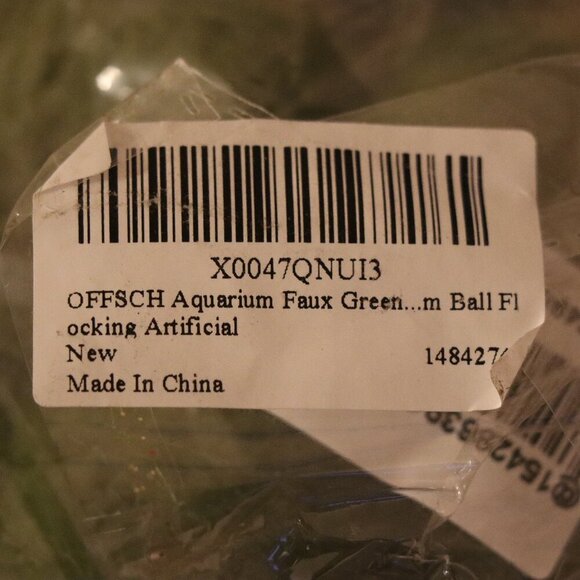 X0047QNUI3
OFFSCH Aquarium Faux Green...m Ball Fl
ocking Artificial
New
Made In China